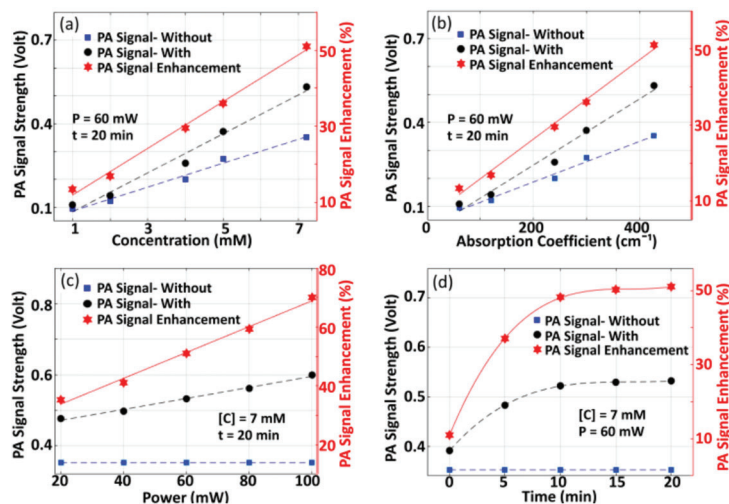 (a)
PA Signal- Without
PA Signal- With
PA Signal Enhancement
P = 60 mW
t = 20 min
0.7
0.4
0.1
50
30
10
1
3
5
7
PA Signal Strength (Volt)
Concentration (mM)
PA Signal Enhancement (%)
(b)
PA Signal- Without
PA Signal- With
PA Signal Enhancement
P = 60 mW
t = 20 min
0.7
0.4
0.1
50
30
10
0
200
400
PA Signal Strength (Volt)
Absorption Coefficient (cm⁻¹)
PA Signal Enhancement (%)
(c)
PA Signal- Without
PA Signal- With
PA Signal Enhancement
[C] = 7 mM
t = 20 min
0.8
0.6
0.4
80
60
40
20
20
40
60
80
100
PA Signal Strength (Volt)
Power (mW)
PA Signal Enhancement (%)
(d)
PA Signal- Without
PA Signal- With
PA Signal Enhancement
[C] = 7 mM
P = 60 mW
0.7
0.6
0.5
0.4
50
30
10
0
5
10
15
20
PA Signal Strength (Volt)
Time (min)
PA Signal Enhancement (%)